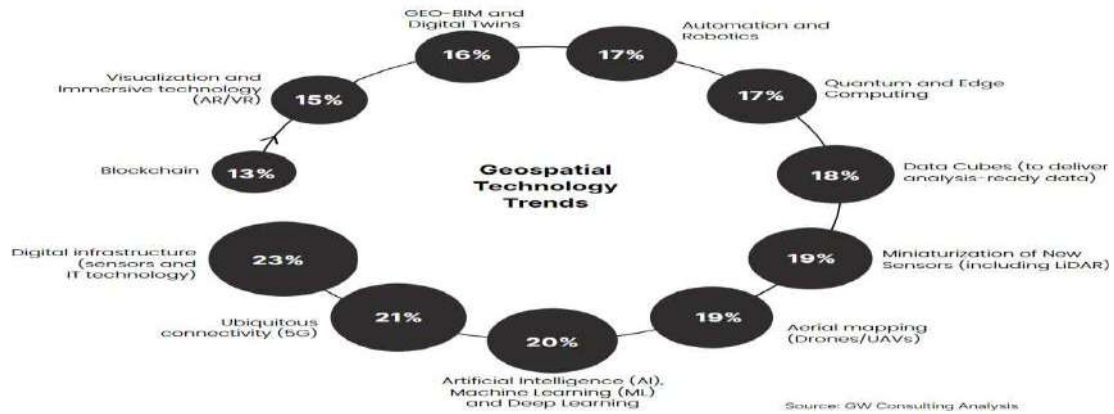 GEO-BIM and
Digital Twins
16%
Automation and
Robotics
17%
Visualization and
Immersive technology
(AR/VR)
15%
Quantum and Edge
Computing
17%
Blockchain
13%
Geospatial
Technology
Trends
Data Cubes (to deliver
analysis-ready data)
18%
Digital infrastructure
(sensors and
IT technology)
23%
Miniaturization of New
Sensors (including LiDAR)
19%
Ubiquitous
connectivity (5G)
21%
Artificial Intelligence (AI),
Machine Learning (ML)
and Deep Learning
20%
Aerial mapping
(Drones/UAVs)
19%
Source: GW Consulting Analysis